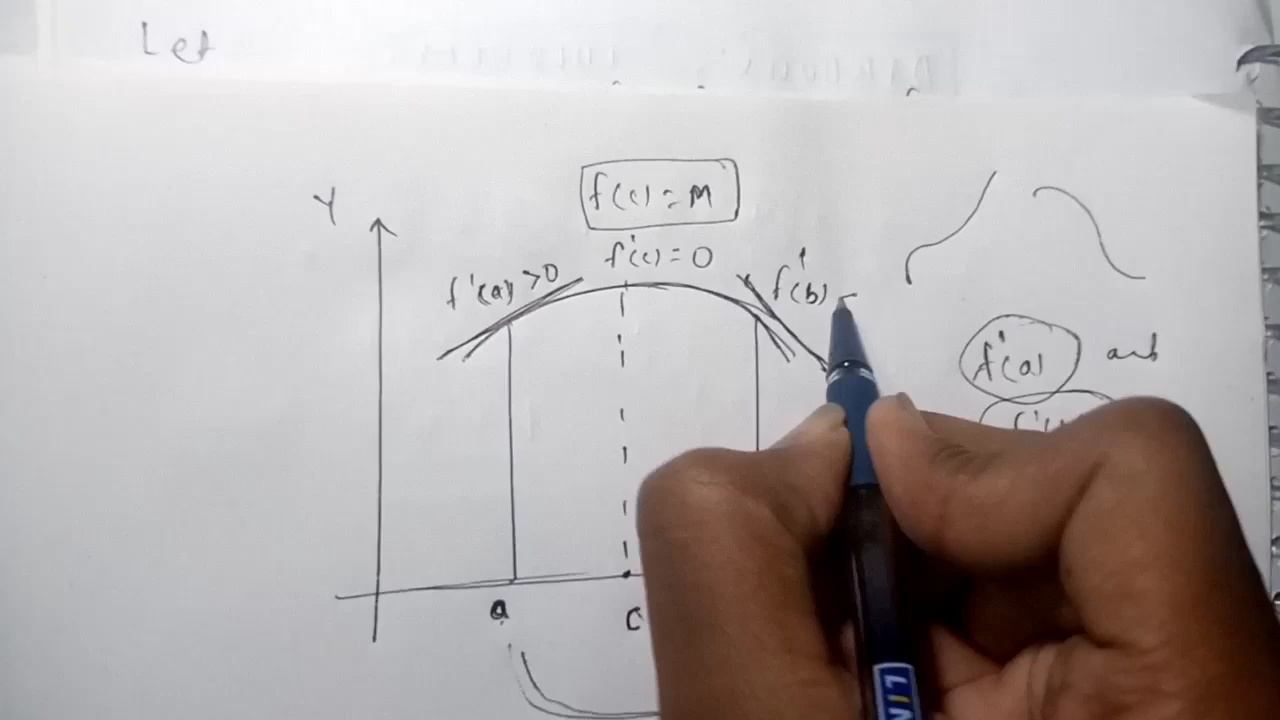 Let
Y
f(c) = M
f'(c) = 0
f'(a) > 0
f'(b)
f'(a) and
a
c